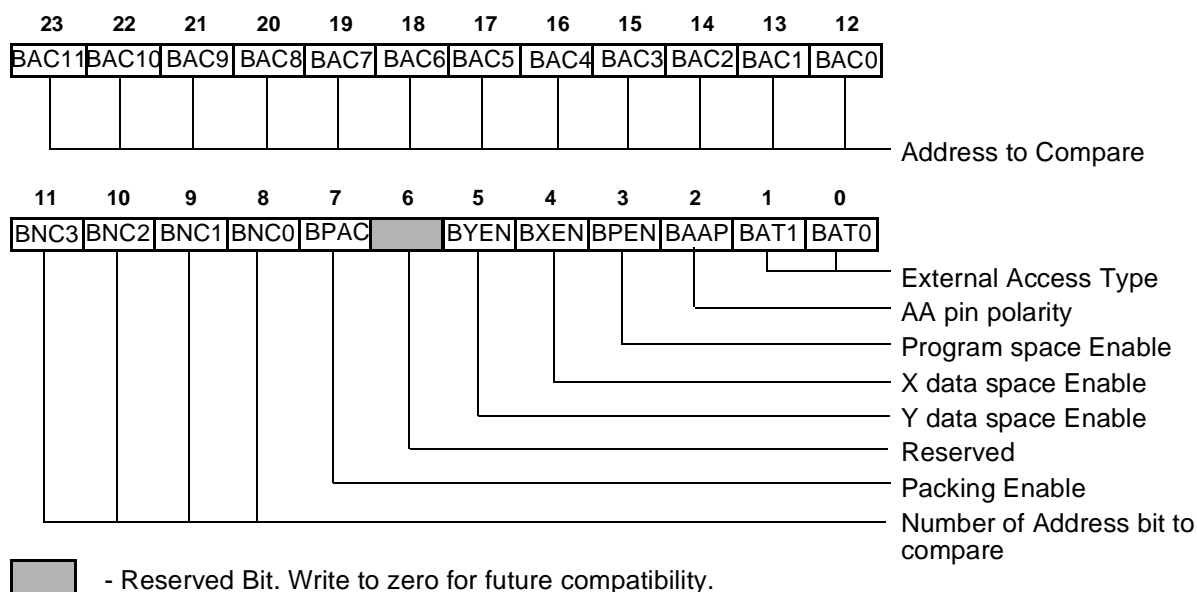 23 22 21 20 19 18 17 16 15 14 13 12
BAC11 BAC10 BAC9 BAC8 BAC7 BAC6 BAC5 BAC4 BAC3 BAC2 BAC1 BAC0
Address to Compare
11 10 9 8 7 6 5 4 3 2 1 0
BNC3 BNC2 BNC1 BNC0 BPAC BYEN BXEN BPEN BAAP BAT1 BAT0
External Access Type
AA pin polarity
Program space Enable
X data space Enable
Y data space Enable
Reserved
Packing Enable
Number of Address bit to
compare
- Reserved Bit. Write to zero for future compatibility.